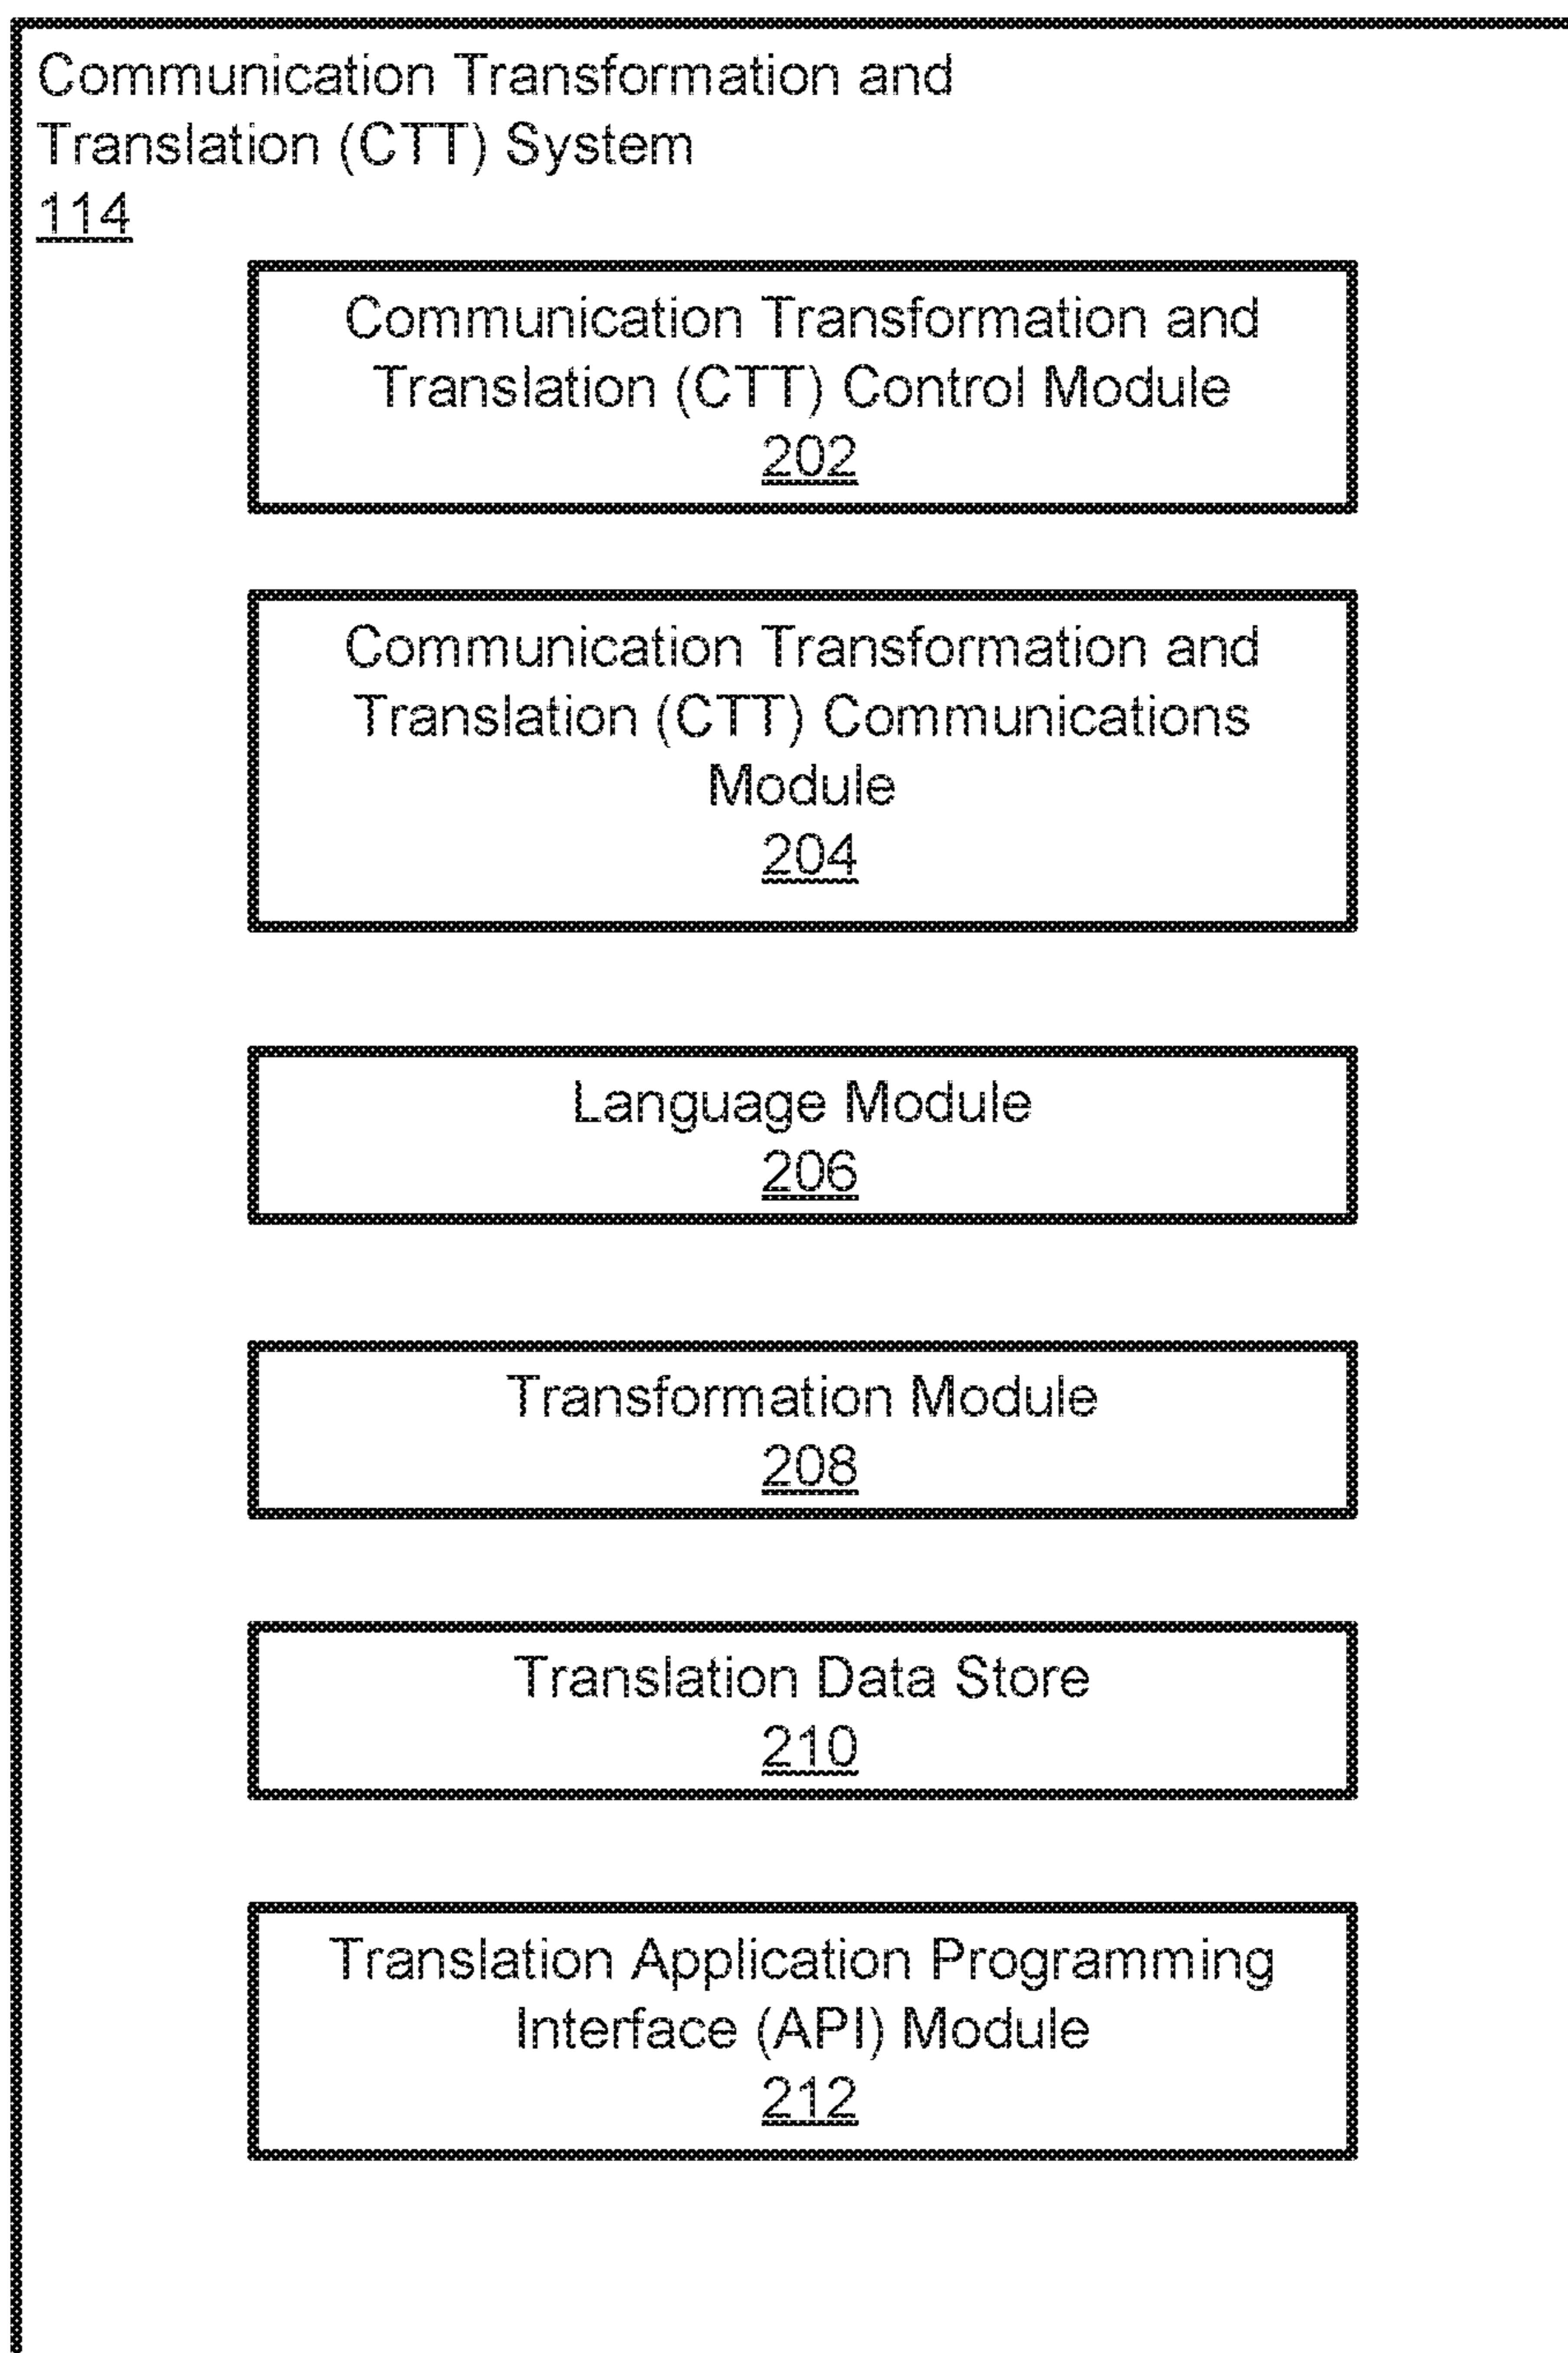 Communication Transformation and
Translation (CTT) System
114
Communication Transformation and
Translation (CTT) Control Module
202
Communication Transformation and
Translation (CTT) Communications
Module
204
Language Module
206
Transformation Module
208
Translation Data Store
210
Translation Application Programming
Interface (API) Module
212